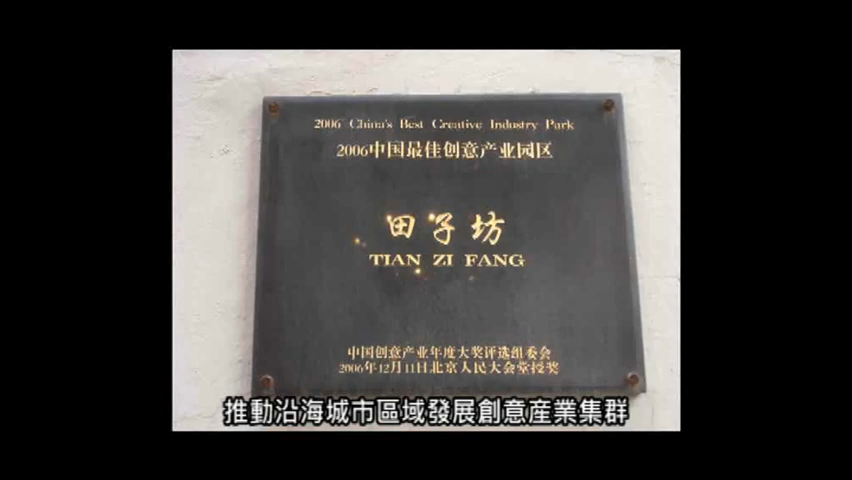 2006 China's Best Creative Industry Park
2006中国最佳创意产业园区
田子坊
TIAN ZI FANG
中国创意产业年度大奖评选组委会
2006年12月11日北京人民大会堂授奖
推動沿海城市區域發展創意産業集群